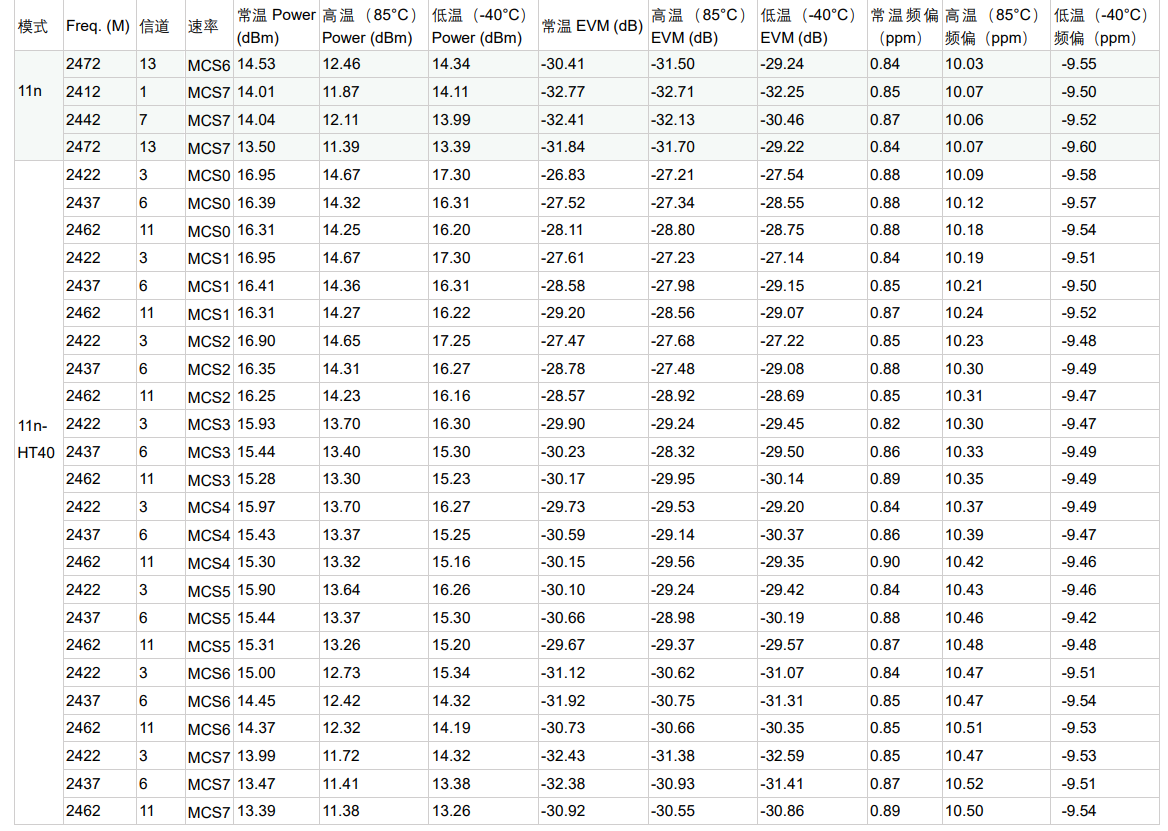 模式 Freq. (M) 信道 速率 常温 Power (dBm) 高温（85°C）Power (dBm) 低温（-40°C）Power (dBm) 常温 EVM (dB) 高温（85°C）EVM (dB) 低温（-40°C）EVM (dB) 常温频偏（ppm） 高温（85°C）频偏（ppm） 低温（-40°C）频偏（ppm）
11n
2472 13 MCS6 14.53 12.46 14.34 -30.41 -31.50 -29.24 0.84 10.03 -9.55
2412 1 MCS7 14.01 11.87 14.11 -32.77 -32.71 -32.25 0.85 10.07 -9.50
2442 7 MCS7 14.04 12.11 13.99 -32.41 -32.13 -30.46 0.87 10.06 -9.52
2472 13 MCS7 13.50 11.39 13.39 -31.84 -31.70 -29.22 0.84 10.07 -9.60
11n-
HT40
2422 3 MCS0 16.95 14.67 17.30 -26.83 -27.21 -27.54 0.88 10.09 -9.58
2437 6 MCS0 16.39 14.32 16.31 -27.52 -27.34 -28.55 0.88 10.12 -9.57
2462 11 MCS0 16.31 14.25 16.20 -28.11 -28.80 -28.75 0.88 10.18 -9.54
2422 3 MCS1 16.95 14.67 17.30 -27.61 -27.23 -27.14 0.84 10.19 -9.51
2437 6 MCS1 16.41 14.36 16.31 -28.58 -27.98 -29.15 0.85 10.21 -9.50
2462 11 MCS1 16.31 14.27 16.22 -29.20 -28.56 -29.07 0.87 10.24 -9.52
2422 3 MCS2 16.90 14.65 17.25 -27.47 -27.68 -27.22 0.85 10.23 -9.48
2437 6 MCS2 16.35 14.31 16.27 -28.78 -27.48 -29.08 0.88 10.30 -9.49
2462 11 MCS2 16.25 14.23 16.16 -28.57 -28.92 -28.69 0.85 10.31 -9.47
2422 3 MCS3 15.93 13.70 16.30 -29.90 -29.24 -29.45 0.82 10.30 -9.47
2437 6 MCS3 15.44 13.40 15.30 -30.23 -28.32 -29.50 0.86 10.33 -9.49
2462 11 MCS3 15.28 13.30 15.23 -30.17 -29.95 -30.14 0.89 10.35 -9.49
2422 3 MCS4 15.97 13.70 16.27 -29.73 -29.53 -29.20 0.84 10.37 -9.49
2437 6 MCS4 15.43 13.37 15.25 -30.59 -29.14 -30.37 0.86 10.39 -9.47
2462 11 MCS4 15.30 13.32 15.16 -30.15 -29.56 -29.35 0.90 10.42 -9.46
2422 3 MCS5 15.90 13.64 16.26 -30.10 -29.24 -29.42 0.84 10.43 -9.46
2437 6 MCS5 15.44 13.37 15.30 -30.66 -28.98 -30.19 0.88 10.46 -9.42
2462 11 MCS5 15.31 13.26 15.20 -29.67 -29.37 -29.57 0.87 10.48 -9.48
2422 3 MCS6 15.00 12.73 15.34 -31.12 -30.62 -31.07 0.84 10.47 -9.51
2437 6 MCS6 14.45 12.42 14.32 -31.92 -30.75 -31.31 0.85 10.47 -9.54
2462 11 MCS6 14.37 12.32 14.19 -30.73 -30.66 -30.35 0.85 10.51 -9.53
2422 3 MCS7 13.99 11.72 14.32 -32.43 -31.38 -32.59 0.84 10.47 -9.53
2437 6 MCS7 13.47 11.41 13.38 -32.38 -30.93 -31.41 0.87 10.52 -9.51
2462 11 MCS7 13.39 11.38 13.26 -30.92 -30.55 -30.86 0.89 10.50 -9.54